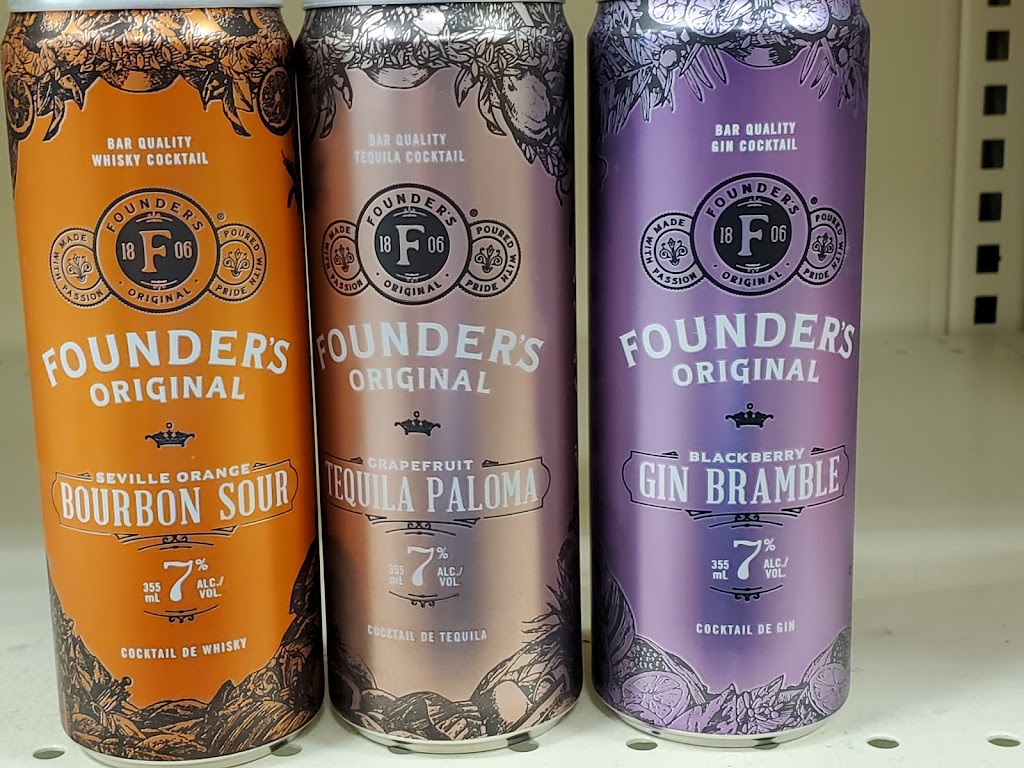 BAR QUALITY
WHISKY COCKTAIL
FOUNDER'S
18 F 06
ORIGINAL
MADE
WITH PASSION
POURED WITH
PRIDE IN
®
FOUNDER'S
ORIGINAL
SEVILLE ORANGE
BOURBON SOUR
355
mL
7%
ALC./
VOL.
COCKTAIL DE WHISKY
BAR QUALITY
TEQUILA COCKTAIL
FOUNDER'S
18 F 06
ORIGINAL
MADE
WITH PASSION
POURED WITH
PRIDE IN
®
FOUNDER'S
ORIGINAL
GRAPEFRUIT
TEQUILA PALOMA
355
mL
7%
ALC./
VOL.
COCKTAIL DE TEQUILA
BAR QUALITY
GIN COCKTAIL
FOUNDER'S
18 F 06
ORIGINAL
MADE
WITH PASSION
POURED WITH
PRIDE IN
®
FOUNDER'S
ORIGINAL
BLACKBERRY
GIN BRAMBLE
355
mL
7%
ALC./
VOL.
COCKTAIL DE GIN